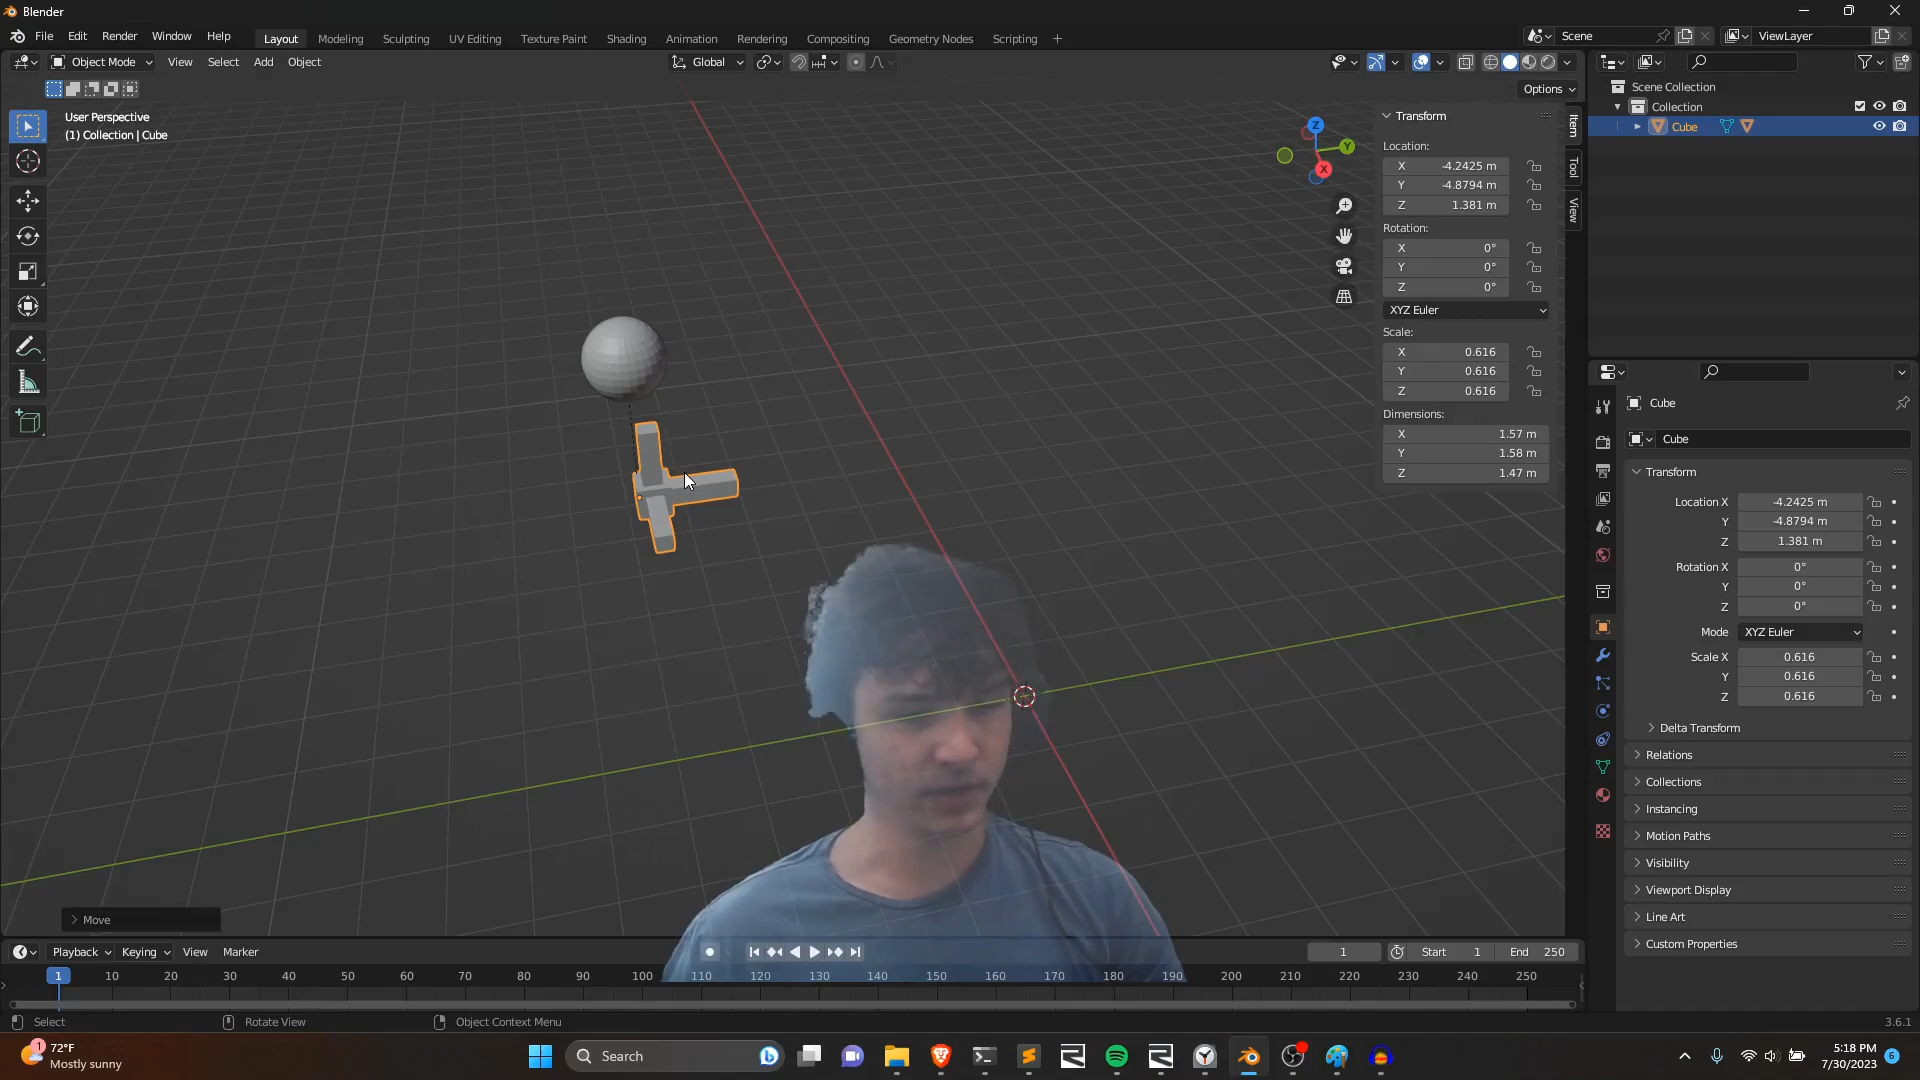 Blender
File Edit Render Window Help
Layout Modeling Sculpting UV Editing Texture Paint Shading Animation Rendering Compositing Geometry Nodes Scripting +
Scene
ViewLayer
Object Mode View Select Add Object
Global
Options
User Perspective
(1) Collection | Cube
Z
Y
X
Item
Tool
View
Transform
Location:
X -4.2425 m
Y -4.8794 m
Z 1.381 m
Rotation:
X 0°
Y 0°
Z 0°
XYZ Euler
Scale:
X 0.616
Y 0.616
Z 0.616
Dimensions:
X 1.57 m
Y 1.58 m
Z 1.47 m
Scene Collection
Collection
Cube
Cube
Cube
Transform
Location X -4.2425 m
Y -4.8794 m
Z 1.381 m
Rotation X 0°
Y 0°
Z 0°
Mode XYZ Euler
Scale X 0.616
Y 0.616
Z 0.616
Delta Transform
Relations
Collections
Instancing
Motion Paths
Visibility
Viewport Display
Line Art
Custom Properties
Move
Playback Keying View Marker
1 Start 1 End 250
1 10 20 30 40 50 60 70 80 90 100 110 120 130 140 150 160 170 180 190 200 210 220 230 240 250
Select Rotate View Object Context Menu 3.6.1
1
72°F
Mostly sunny
Search
5:18 PM
7/30/2023
6